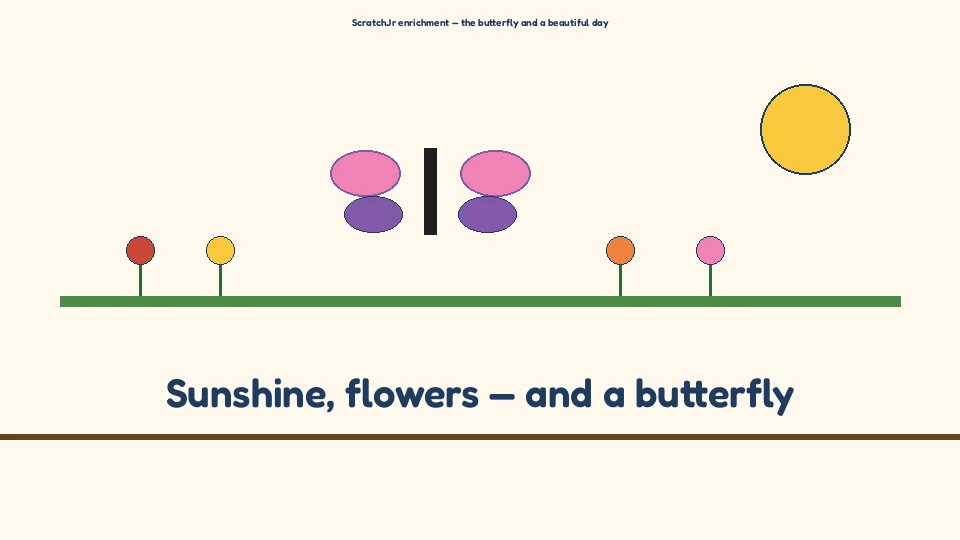 ScratchJr enrichment — the butterfly and a beautiful day
Sunshine, flowers — and a butterfly